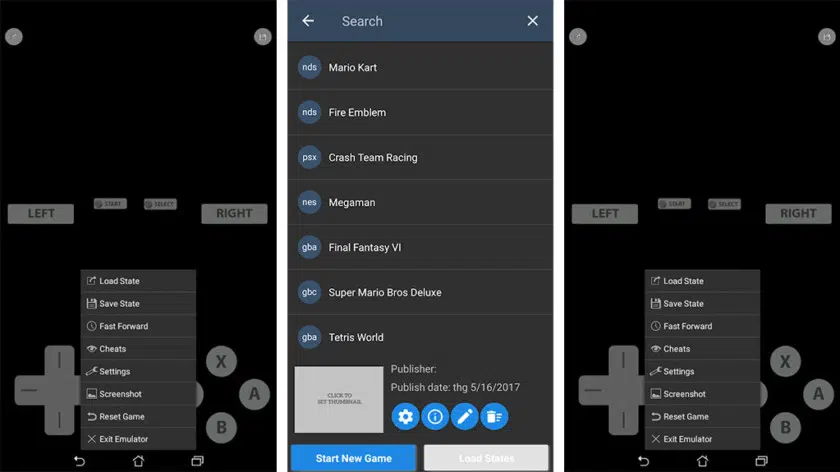 LEFT
START
SELECT
RIGHT
Load State
Save State
Fast Forward
Cheats
Settings
Screenshot
Reset Game
Exit Emulator
X
A
B
Search
nds Mario Kart
nds Fire Emblem
psx Crash Team Racing
nes Megaman
gba Final Fantasy VI
gbc Super Mario Bros Deluxe
gba Tetris World
CLICK TO
SET THUMBNAIL
Publisher:
Publish date: thg 5/16/2017
Start New Game
Load States
LEFT
START
SELECT
RIGHT
Load State
Save State
Fast Forward
Cheats
Settings
Screenshot
Reset Game
Exit Emulator
X
A
B